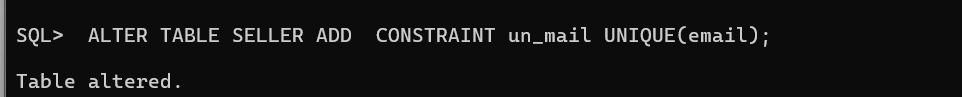 SQL>  ALTER TABLE SELLER ADD  CONSTRAINT un_mail UNIQUE(email);
Table altered.